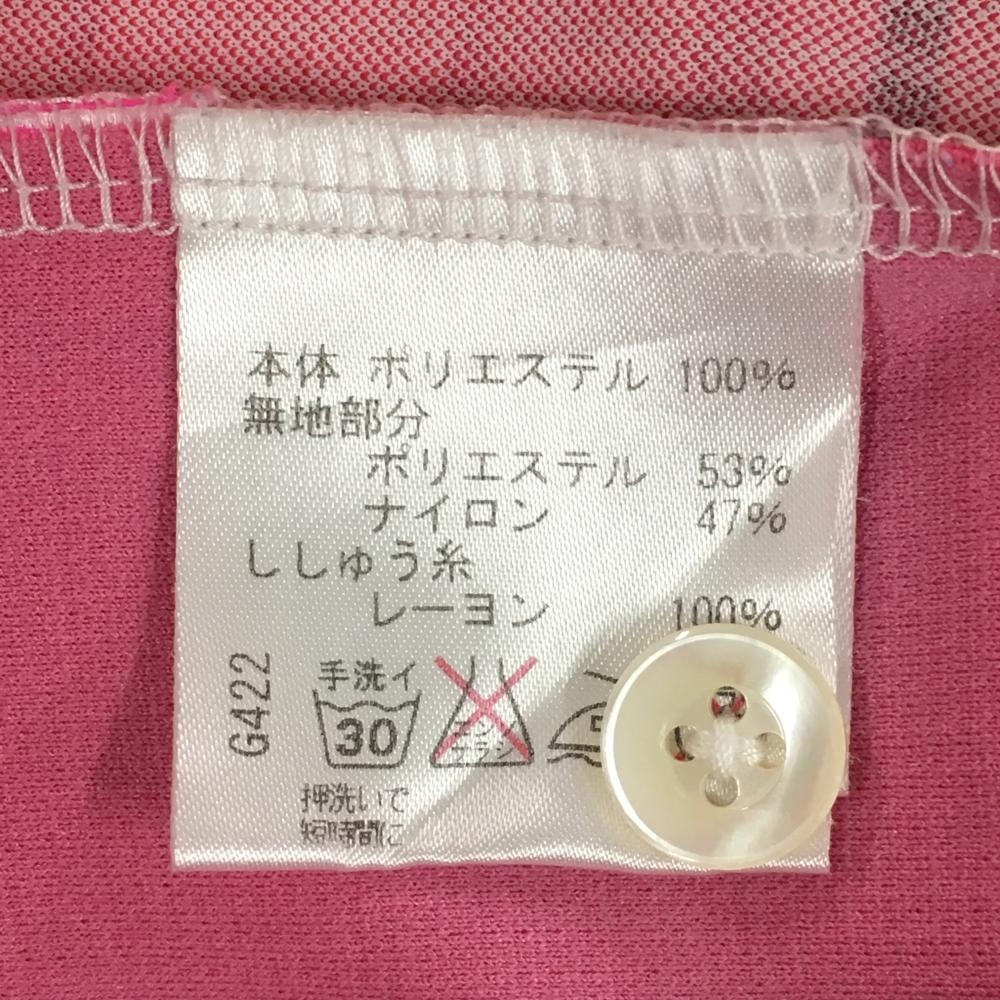 本体 ポリエステル 100%
無地部分
ポリエステル 53%
ナイロン 47%
ししゅう糸
レーヨン 100%
G422
手洗イ
30
押洗いで
短時間に